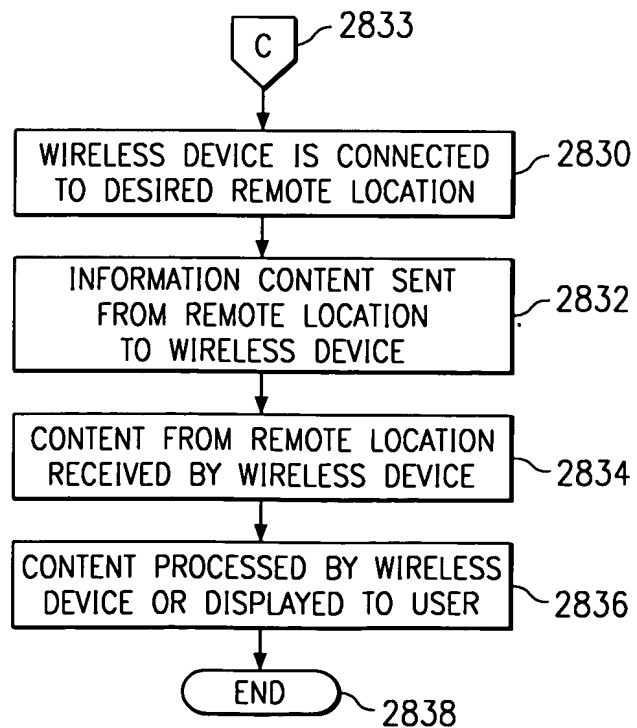 C
2833
WIRELESS DEVICE IS CONNECTED
TO DESIRED REMOTE LOCATION
2830
INFORMATION CONTENT SENT
FROM REMOTE LOCATION
TO WIRELESS DEVICE
2832
CONTENT FROM REMOTE LOCATION
RECEIVED BY WIRELESS DEVICE
2834
CONTENT PROCESSED BY WIRELESS
DEVICE OR DISPLAYED TO USER
2836
END
2838